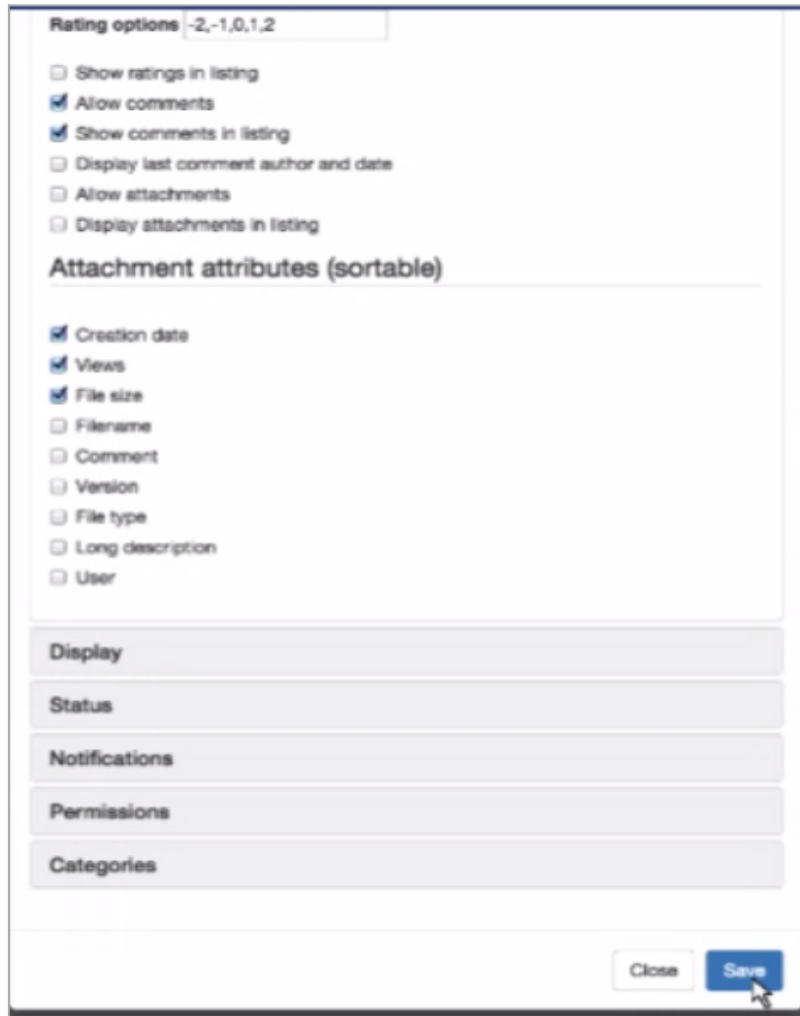 Rating options -2,-1,0,1,2
Show ratings in listing
Allow comments
Show comments in listing
Display last comment author and date
Allow attachments
Display attachments in listing
Attachment attributes (sortable)
Creation date
Views
File size
Filename
Comment
Version
File type
Long description
User
Display
Status
Notifications
Permissions
Categories
Close Save